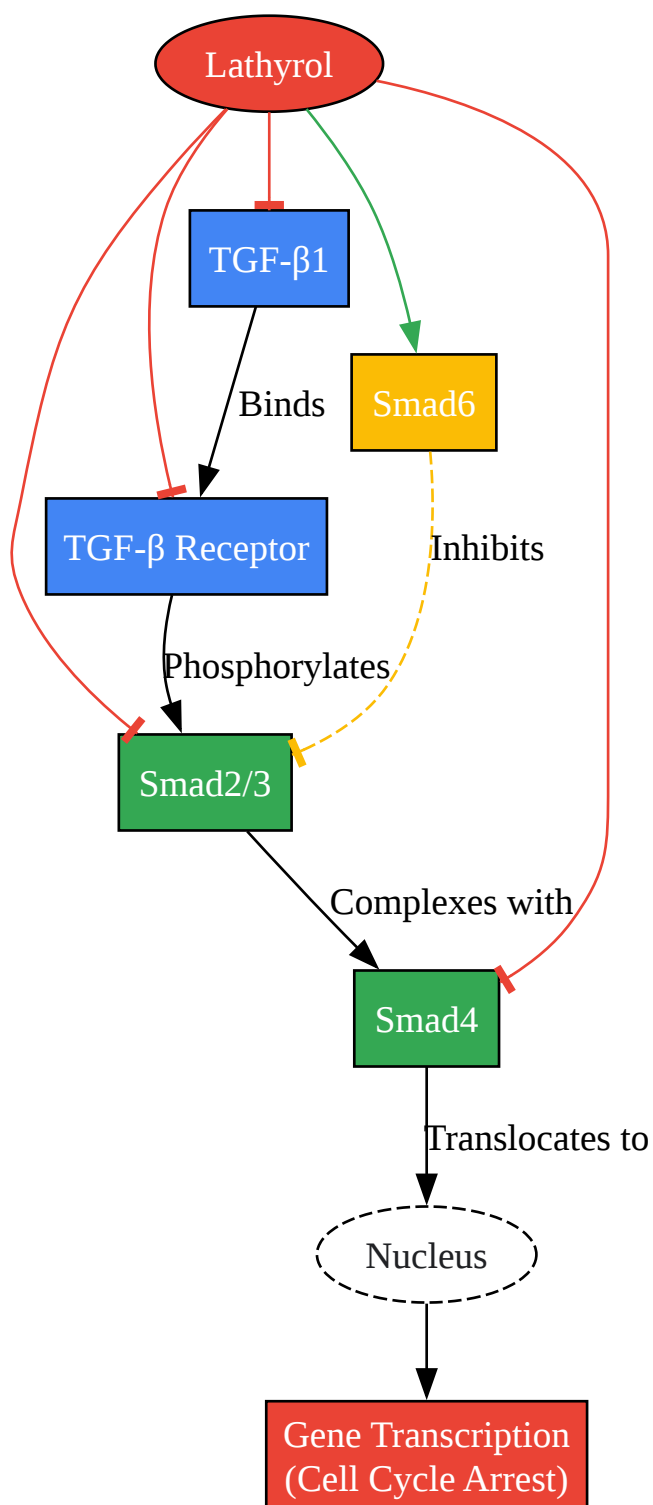 Lathyrol
TGF-β1
Binds
Smad6
TGF-β Receptor
Inhibits
Phosphorylates
Smad2/3
Complexes with
Smad4
Translocates to
Nucleus
Gene Transcription
(Cell Cycle Arrest)